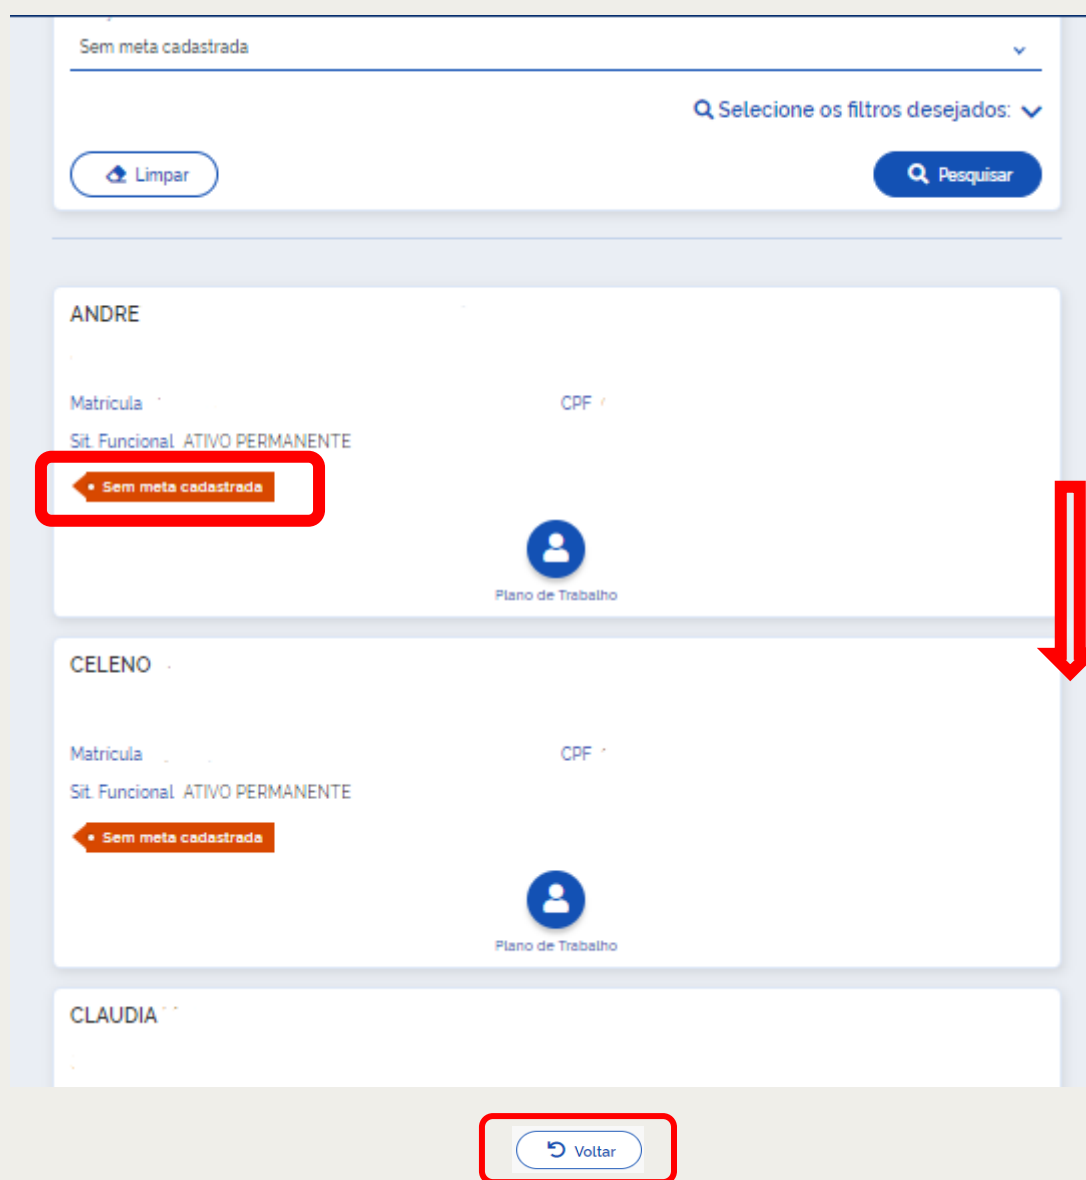 Sem meta cadastrada
Selecione os filtros desejados:
Limpar
Pesquisar
ANDRE
Matricula
CPF
Sit. Funcional ATIVO PERMANENTE
Sem meta cadastrada
Plano de Trabalho
CELENO
Matricula
CPF
Sit. Funcional ATIVO PERMANENTE
Sem meta cadastrada
Plano de Trabalho
CLAUDIA
Voltar